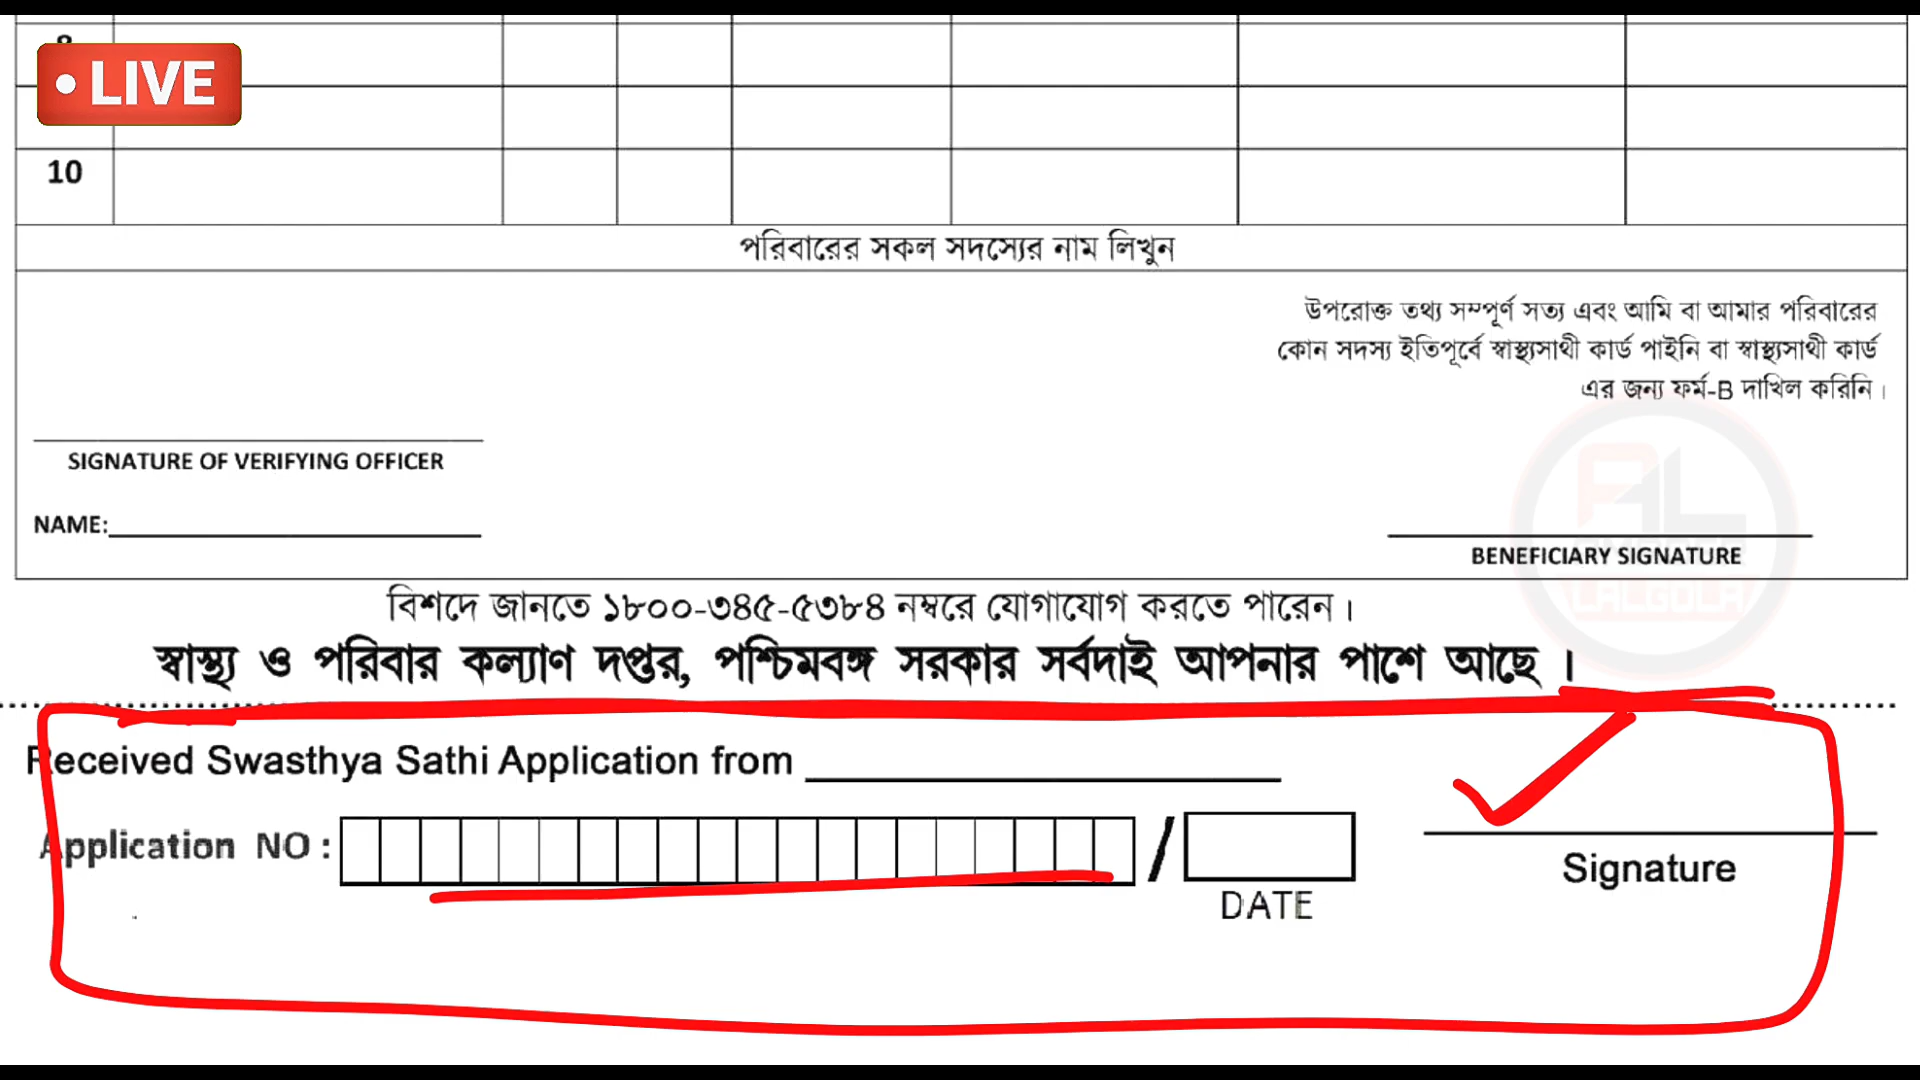 8
LIVE
10
পরিবারের সকল সদস্যের নাম লিখুন
উপরোক্ত তথ্য সম্পূর্ণ সত্য এবং আমি বা আমার পরিবারের
কোন সদস্য ইতিপূর্বে স্বাস্থ্যসাথী কার্ড পাইনি বা স্বাস্থ্যসাথী কার্ড
এর জন্য ফর্ম-B দাখিল করিনি।
SIGNATURE OF VERIFYING OFFICER
NAME:
BENEFICIARY SIGNATURE
LALGOLA
বিশদে জানতে ১৮০০-৩৪৫-৫৩৮৪ নম্বরে যোগাযোগ করতে পারেন।
স্বাস্থ্য ও পরিবার কল্যাণ দপ্তর, পশ্চিমবঙ্গ সরকার সর্বদাই আপনার পাশে আছে।
Received Swasthya Sathi Application from
Application NO : /
DATE
Signature